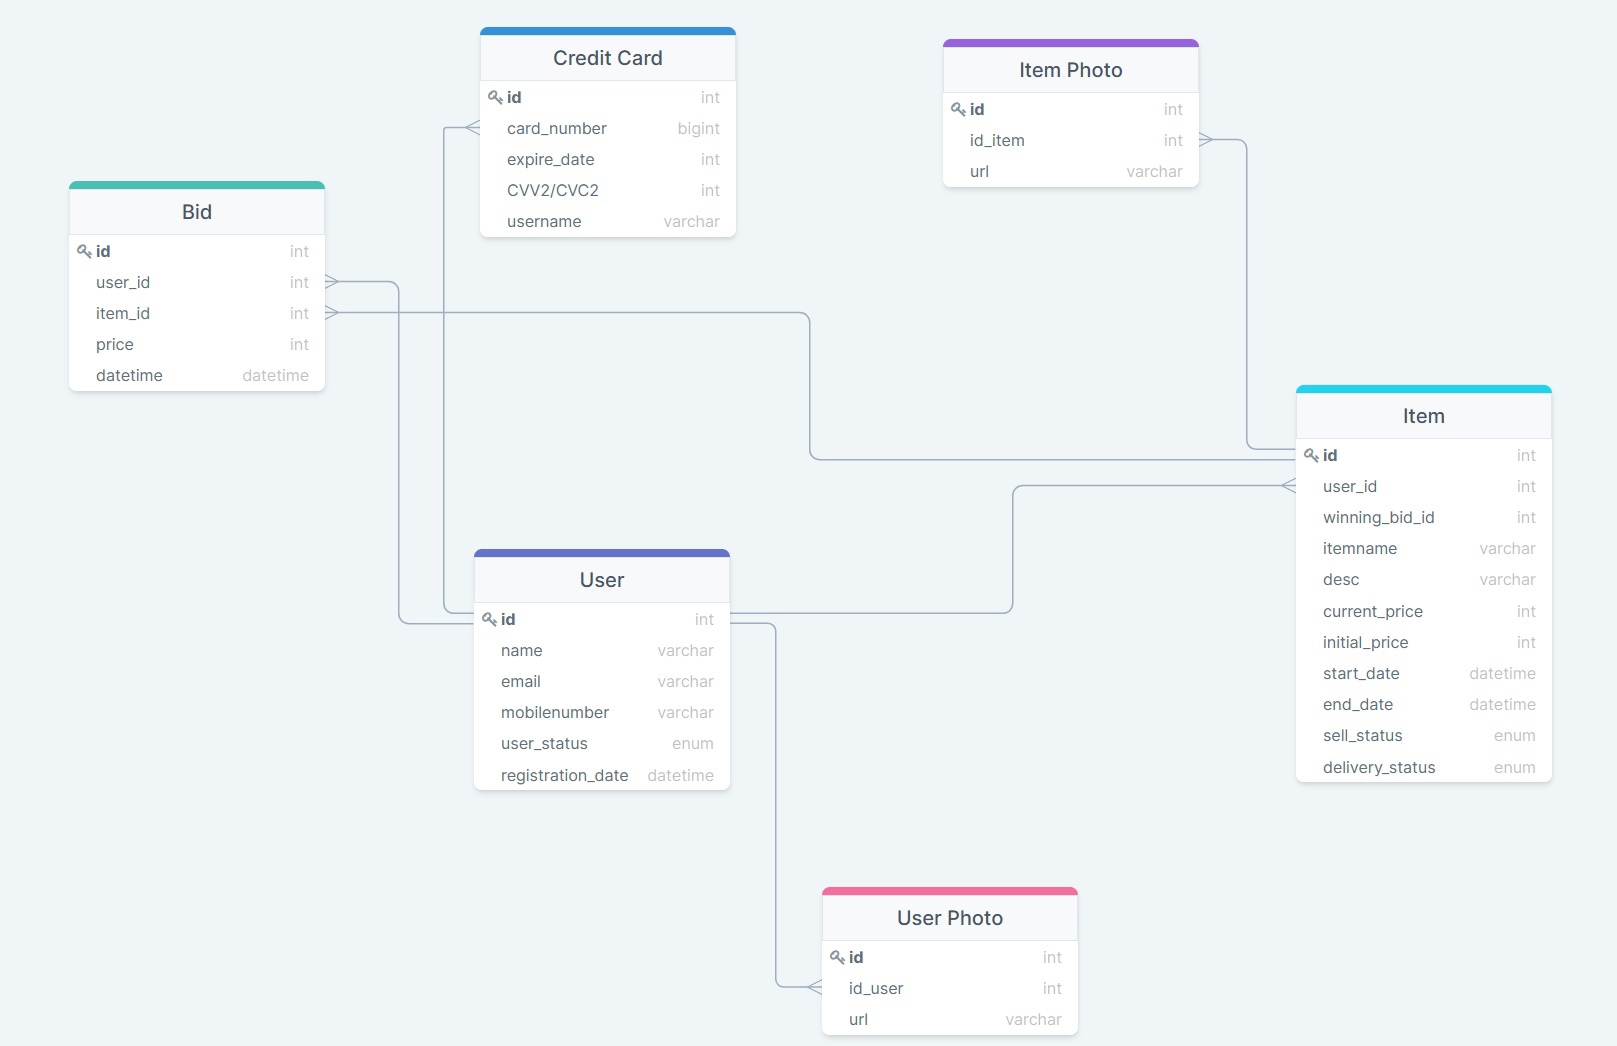 Credit Card
id int
card_number bigint
expire_date int
CVV2/CVC2 int
username varchar
Item Photo
id int
id_item int
url varchar
Bid
id int
user_id int
item_id int
price int
datetime datetime
Item
id int
user_id int
winning_bid_id int
itemname varchar
desc varchar
current_price int
initial_price int
start_date datetime
end_date datetime
sell_status enum
delivery_status enum
User
id int
name varchar
email varchar
mobilenumber varchar
user_status enum
registration_date datetime
User Photo
id int
id_user int
url varchar